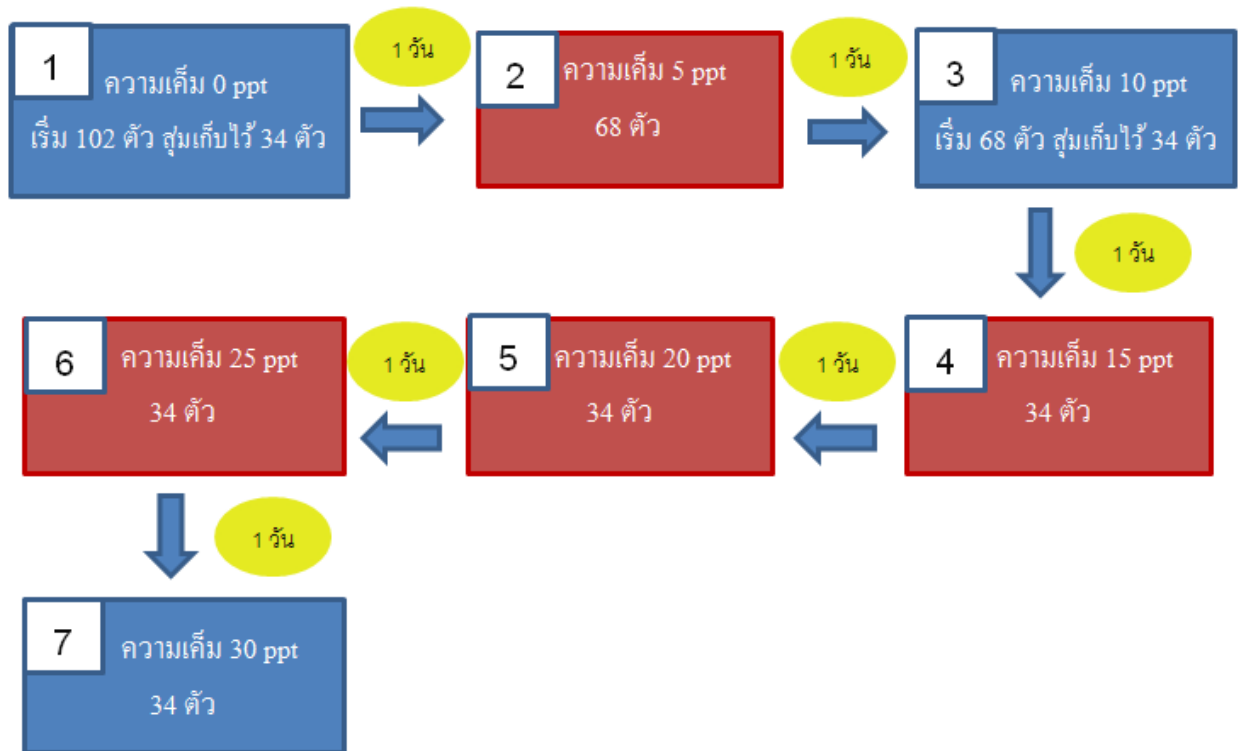 1
ความเค็ม 0 ppt
เริ่ม 102 ตัว สุ่มเก็บไว้ 34 ตัว
1 วัน
2
ความเค็ม 5 ppt
68 ตัว
1 วัน
3
ความเค็ม 10 ppt
เริ่ม 68 ตัว สุ่มเก็บไว้ 34 ตัว
1 วัน
4
ความเค็ม 15 ppt
34 ตัว
1 วัน
5
ความเค็ม 20 ppt
34 ตัว
1 วัน
6
ความเค็ม 25 ppt
34 ตัว
1 วัน
7
ความเค็ม 30 ppt
34 ตัว